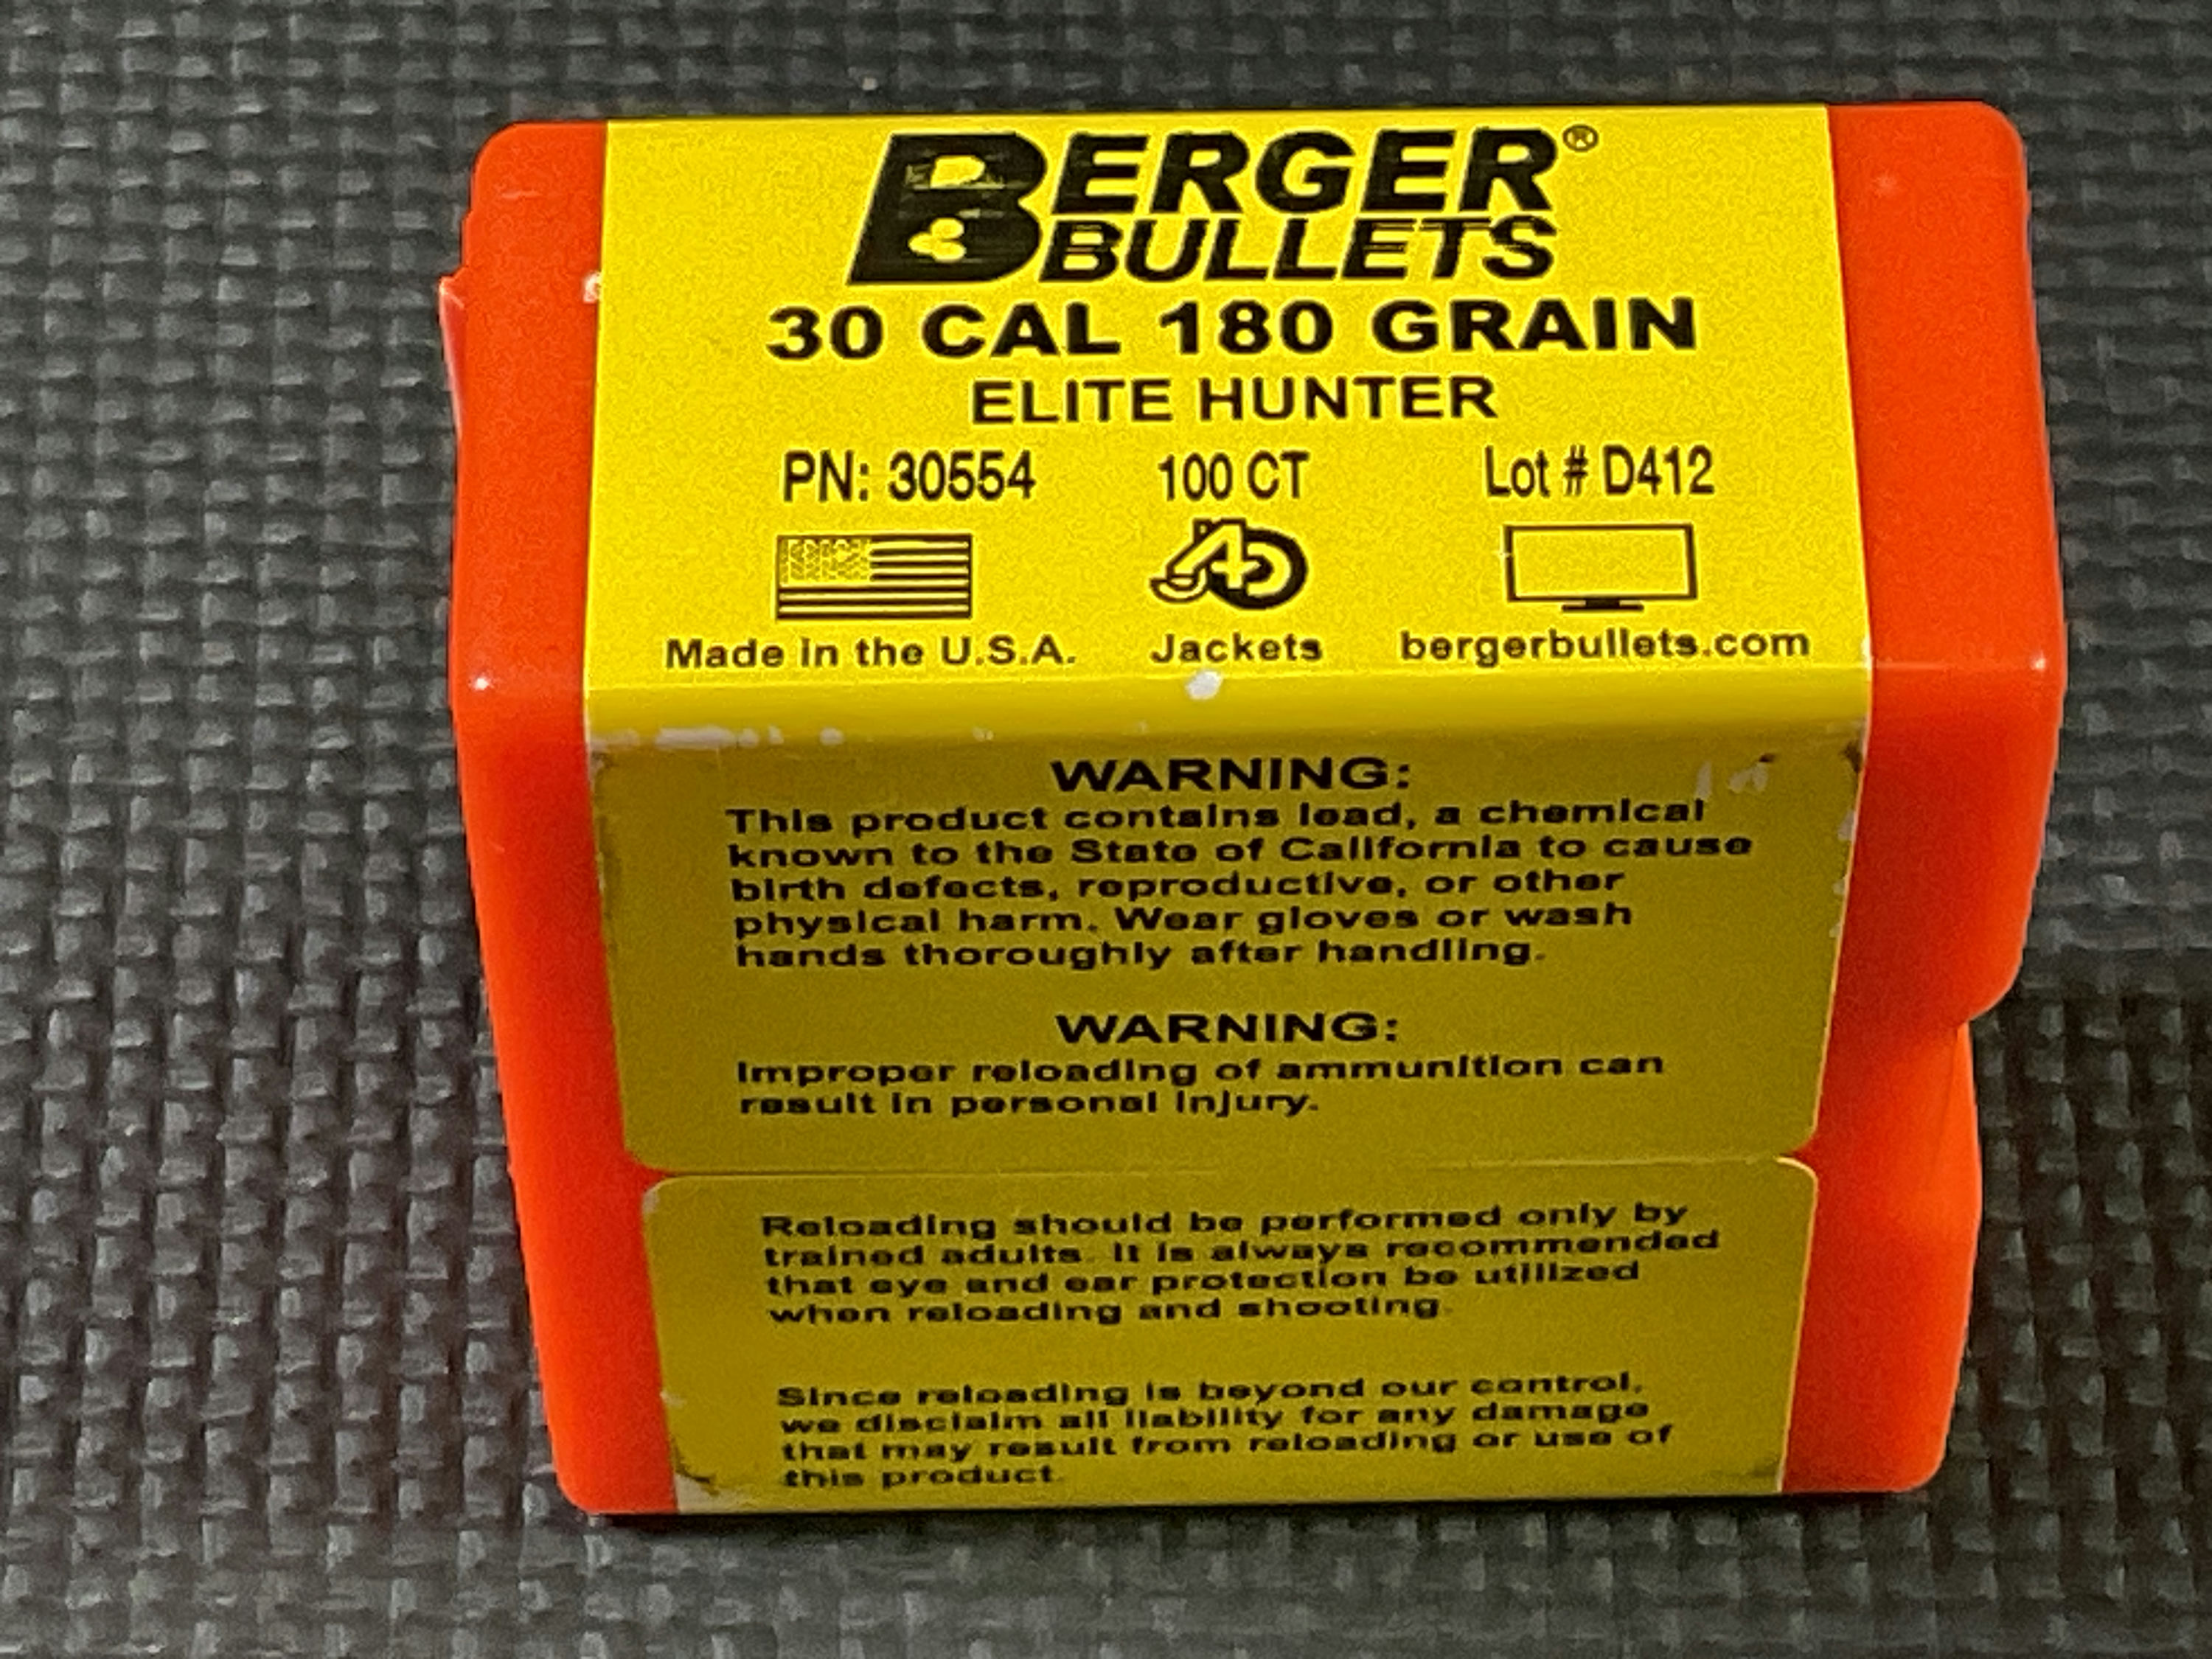 BERGER®
BULLETS
30 CAL 180 GRAIN
ELITE HUNTER
PN: 30554 100 CT Lot # D412
J4
Made in the U.S.A. Jackets bergerbullets.com
WARNING:
This product contains lead, a chemical
known to the State of California to cause
birth defects, reproductive, or other
physical harm. Wear gloves or wash
hands thoroughly after handling.
WARNING:
Improper reloading of ammunition can
result in personal injury.
Reloading should be performed only by
trained adults. It is always recommended
that eye and ear protection be utilized
when reloading and shooting.
Since reloading is beyond our control,
we disclaim all liability for any damage
that may result from reloading or use of
this product.